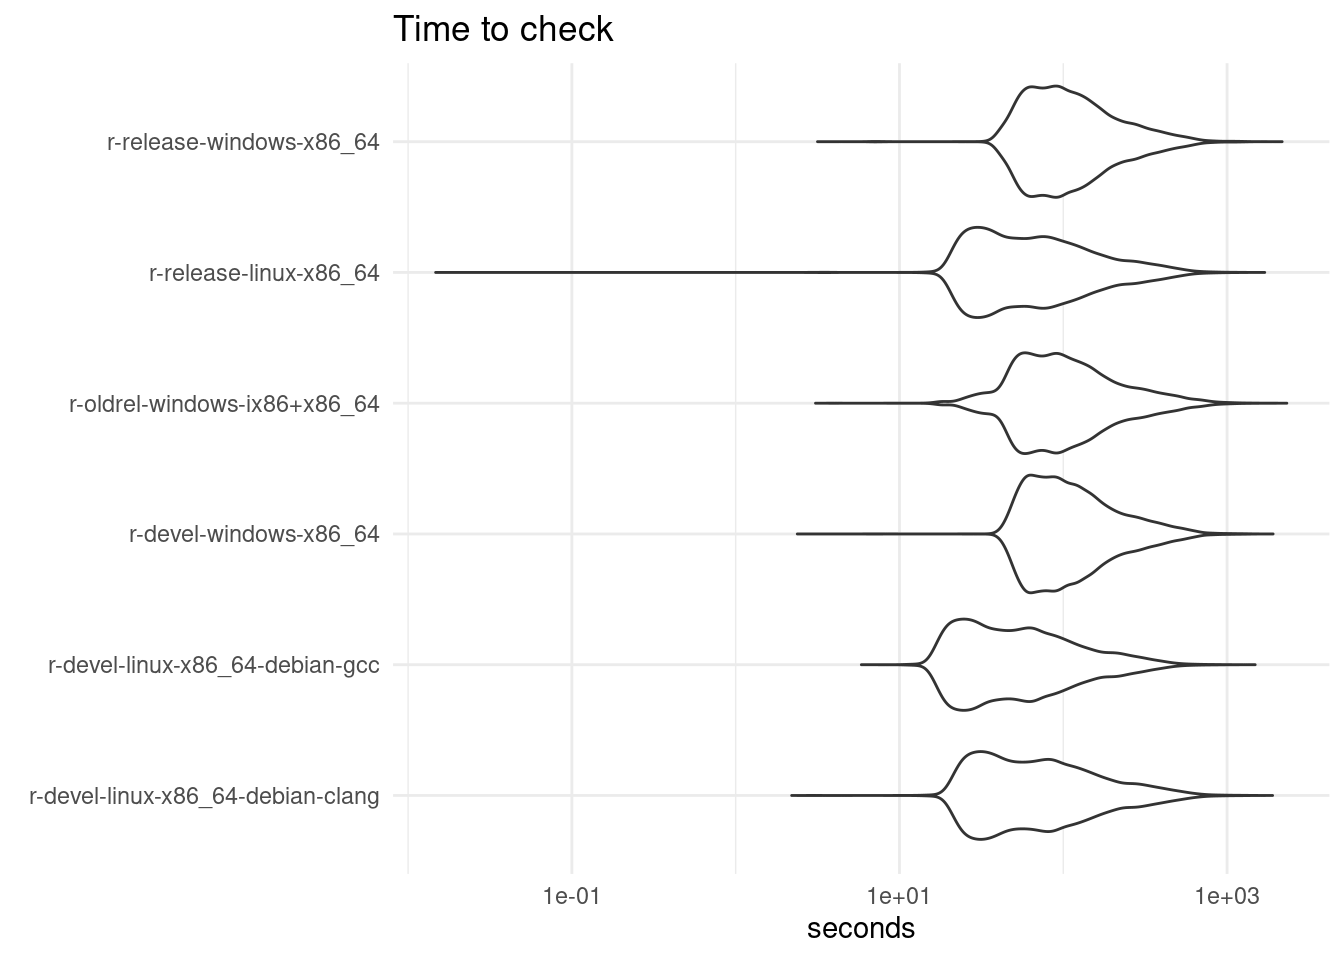 Time to check
r-release-windows-x86_64
r-release-linux-x86_64
r-oldrel-windows-ix86+x86_64
r-devel-windows-x86_64
r-devel-linux-x86_64-debian-gcc
r-devel-linux-x86_64-debian-clang
1e-01 1e+01 1e+03
seconds